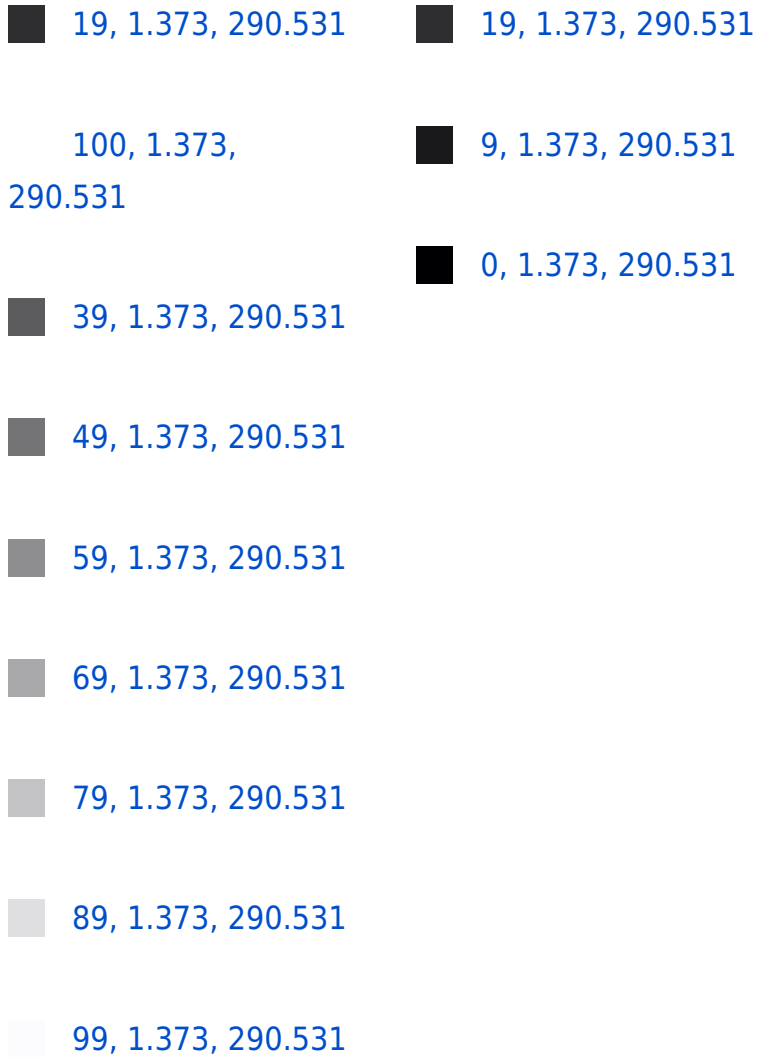 19, 1.373, 290.531
100, 1.373,
290.531
39, 1.373, 290.531
49, 1.373, 290.531
59, 1.373, 290.531
69, 1.373, 290.531
79, 1.373, 290.531
89, 1.373, 290.531
99, 1.373, 290.531
19, 1.373, 290.531
9, 1.373, 290.531
0, 1.373, 290.531